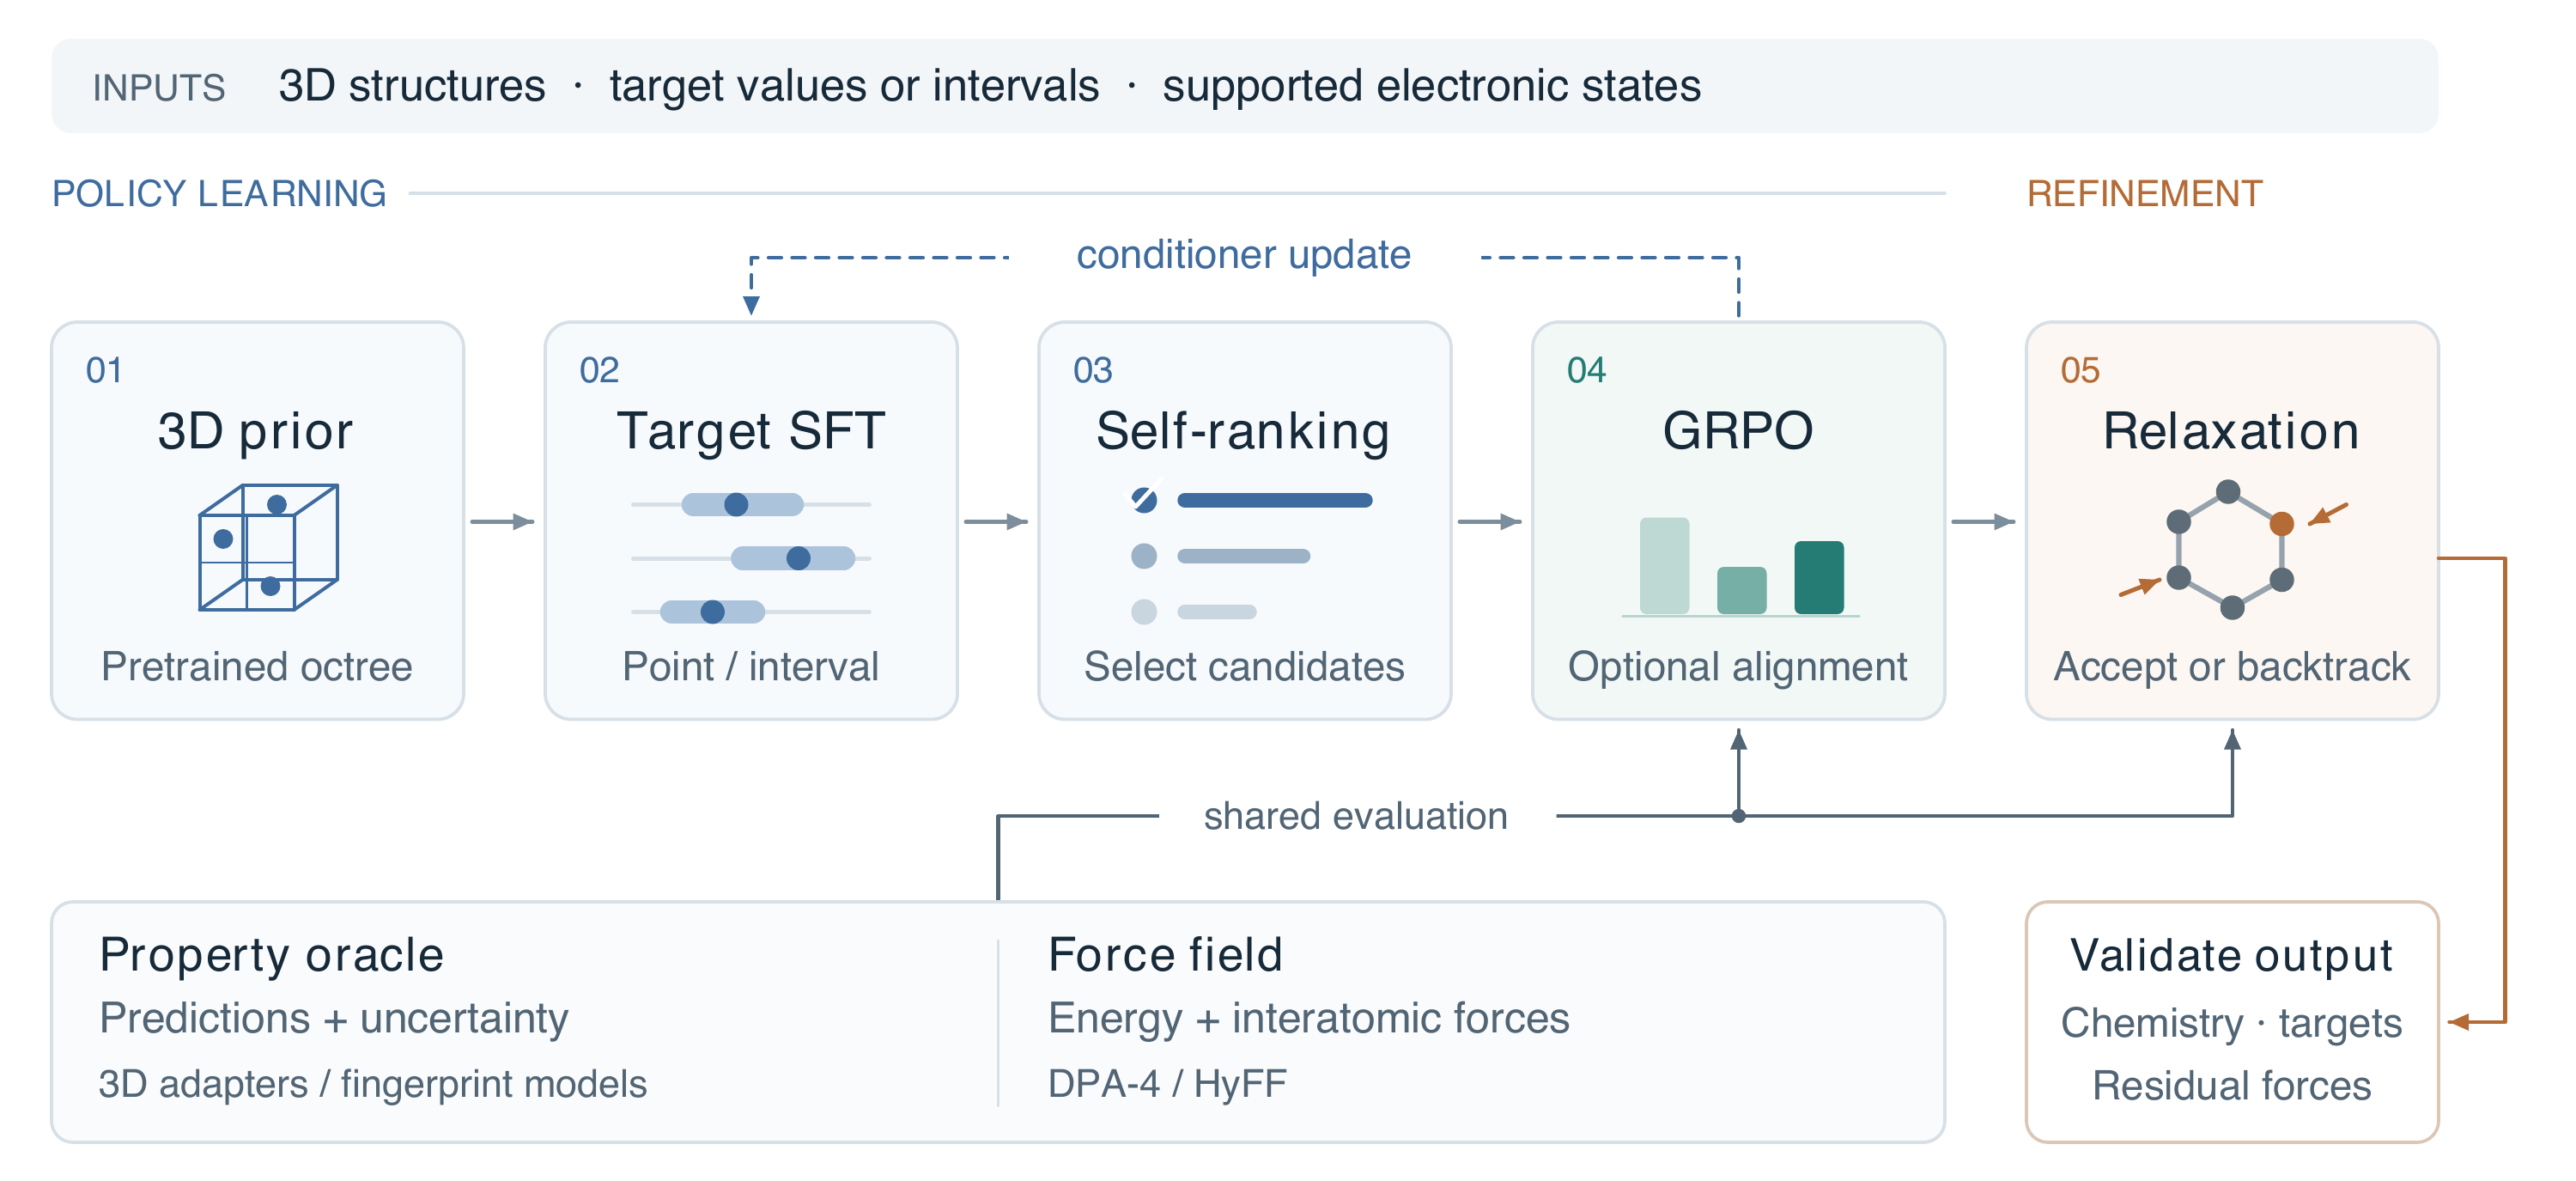 INPUTS 3D structures · target values or intervals · supported electronic states
POLICY LEARNING
REFINEMENT
conditioner update
01
3D prior
Pretrained octree
02
Target SFT
Point / interval
03
Self-ranking
Select candidates
04
GRPO
Optional alignment
05
Relaxation
Accept or backtrack
shared evaluation
Property oracle
Predictions + uncertainty
3D adapters / fingerprint models
Force field
Energy + interatomic forces
DPA-4 / HyFF
Validate output
Chemistry · targets
Residual forces